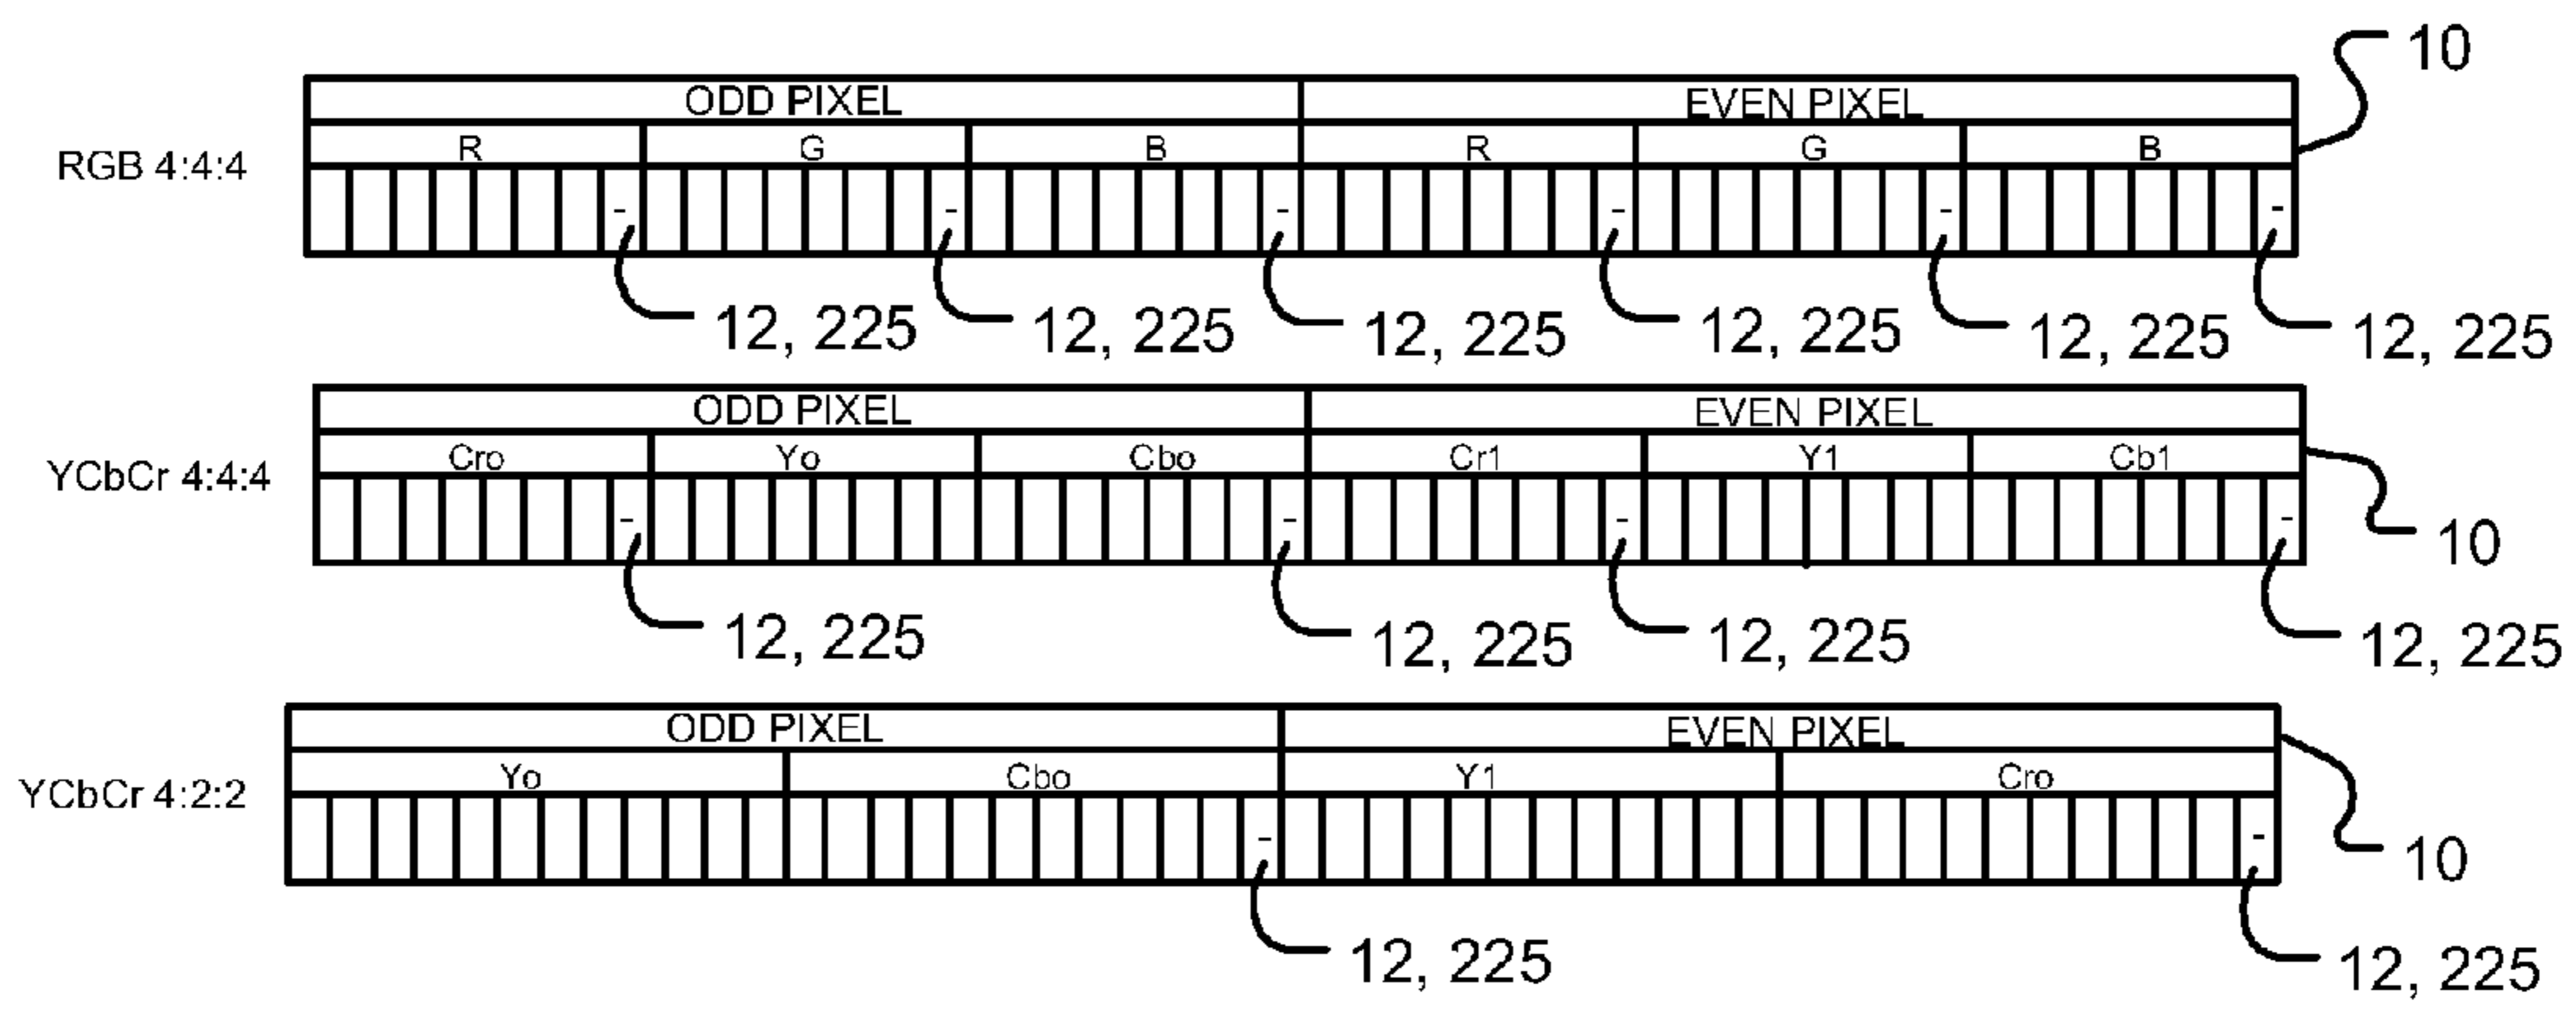 10
ODD PIXEL EVEN PIXEL
RGB 4:4:4 R G B R G B
- - - - - -
12, 225 12, 225 12, 225 12, 225 12, 225 12, 225
ODD PIXEL EVEN PIXEL
YCbCr 4:4:4 Cro Yo Cbo Cr1 Y1 Cb1
- - - -
10
12, 225 12, 225 12, 225 12, 225
ODD PIXEL EVEN PIXEL
YCbCr 4:2:2 Yo Cbo Y1 Cro
- -
10
12, 225 12, 225